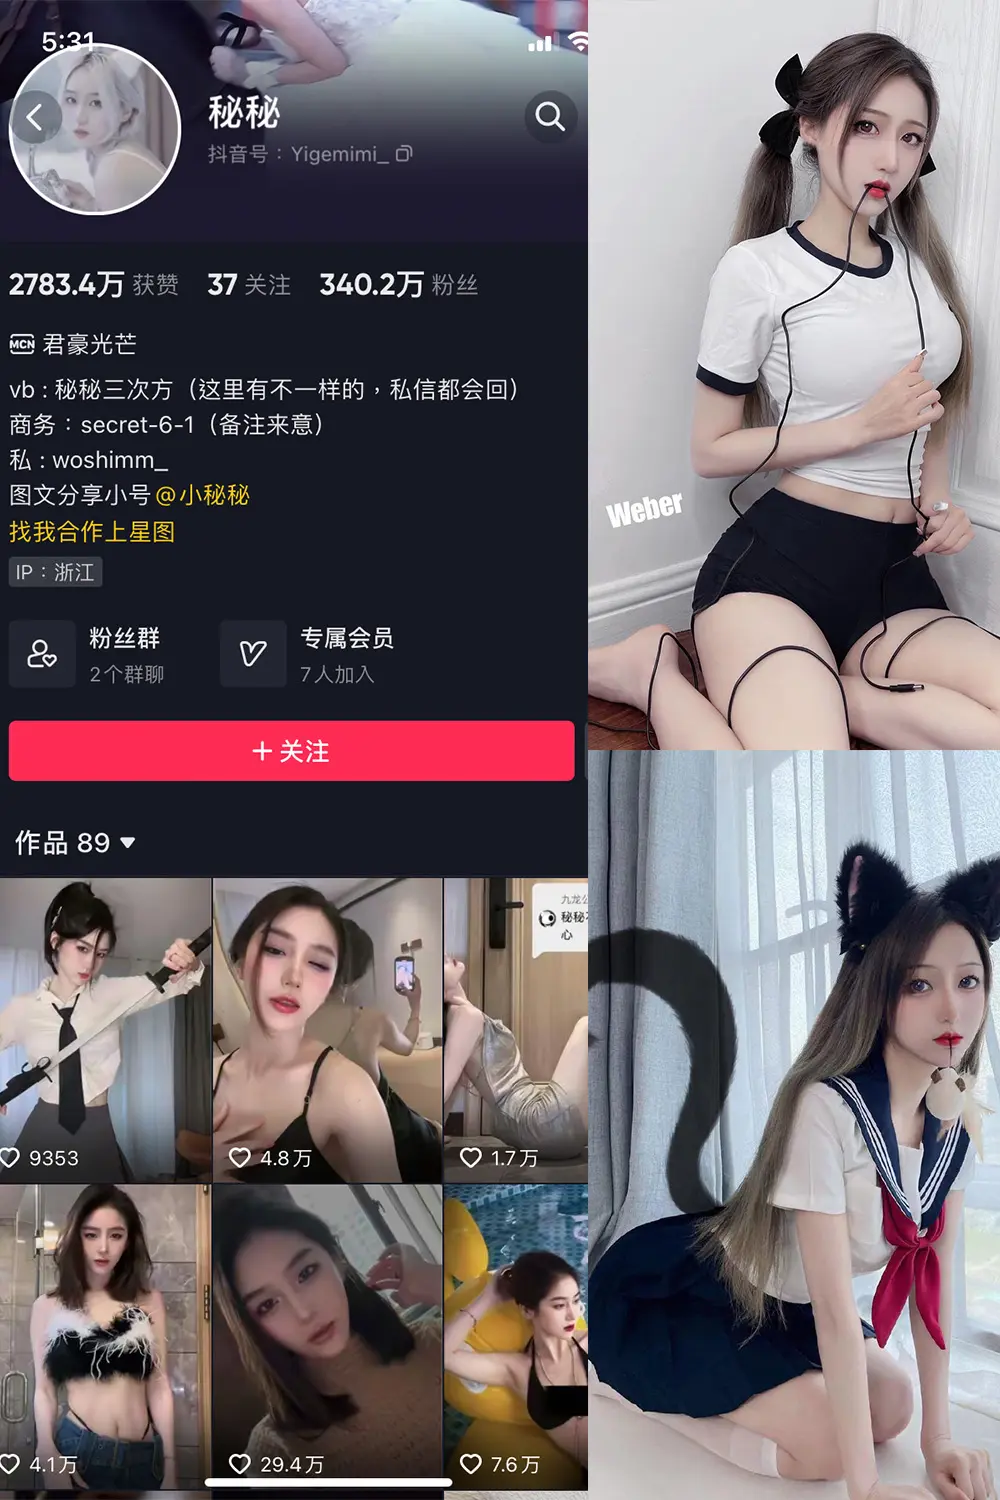 5:31
秘秘
抖音号：Yigemimi_
2783.4万 获赞 37 关注 340.2万 粉丝
MCN 君豪光芒
vb : 秘秘三次方（这里有不一样的，私信都会回）
商务：secret-6-1（备注来意）
私 : woshimm_
图文分享小号 @小秘秘
找我合作上星图
IP：浙江
粉丝群
2个群聊
专属会员
7人加入
+ 关注
作品 89
九龙公
秘秘不
心
9353
4.8万
1.7万
4.1万
29.4万
7.6万
Weber